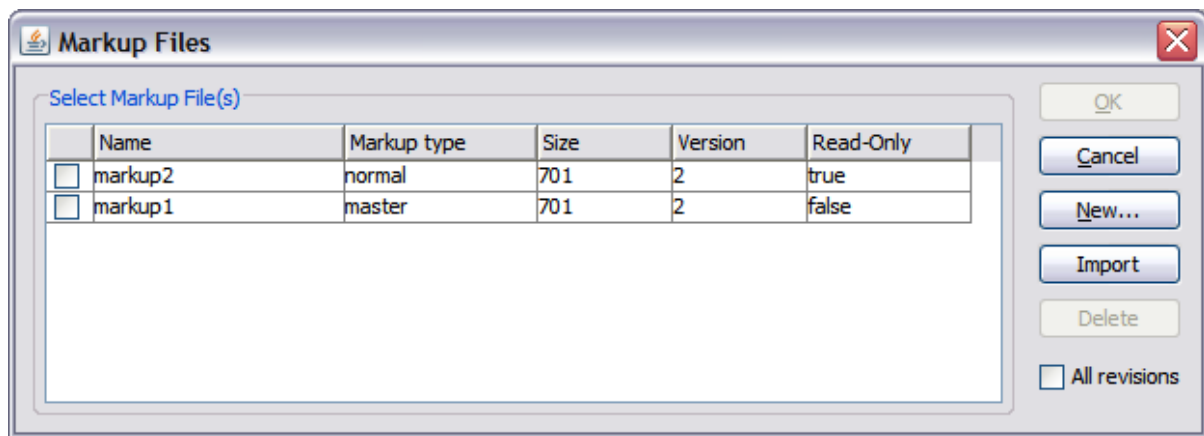 Markup Files
Select Markup File(s)
Name Markup type Size Version Read-Only
markup2 normal 701 2 true
markup1 master 701 2 false
OK
Cancel
New...
Import
Delete
All revisions